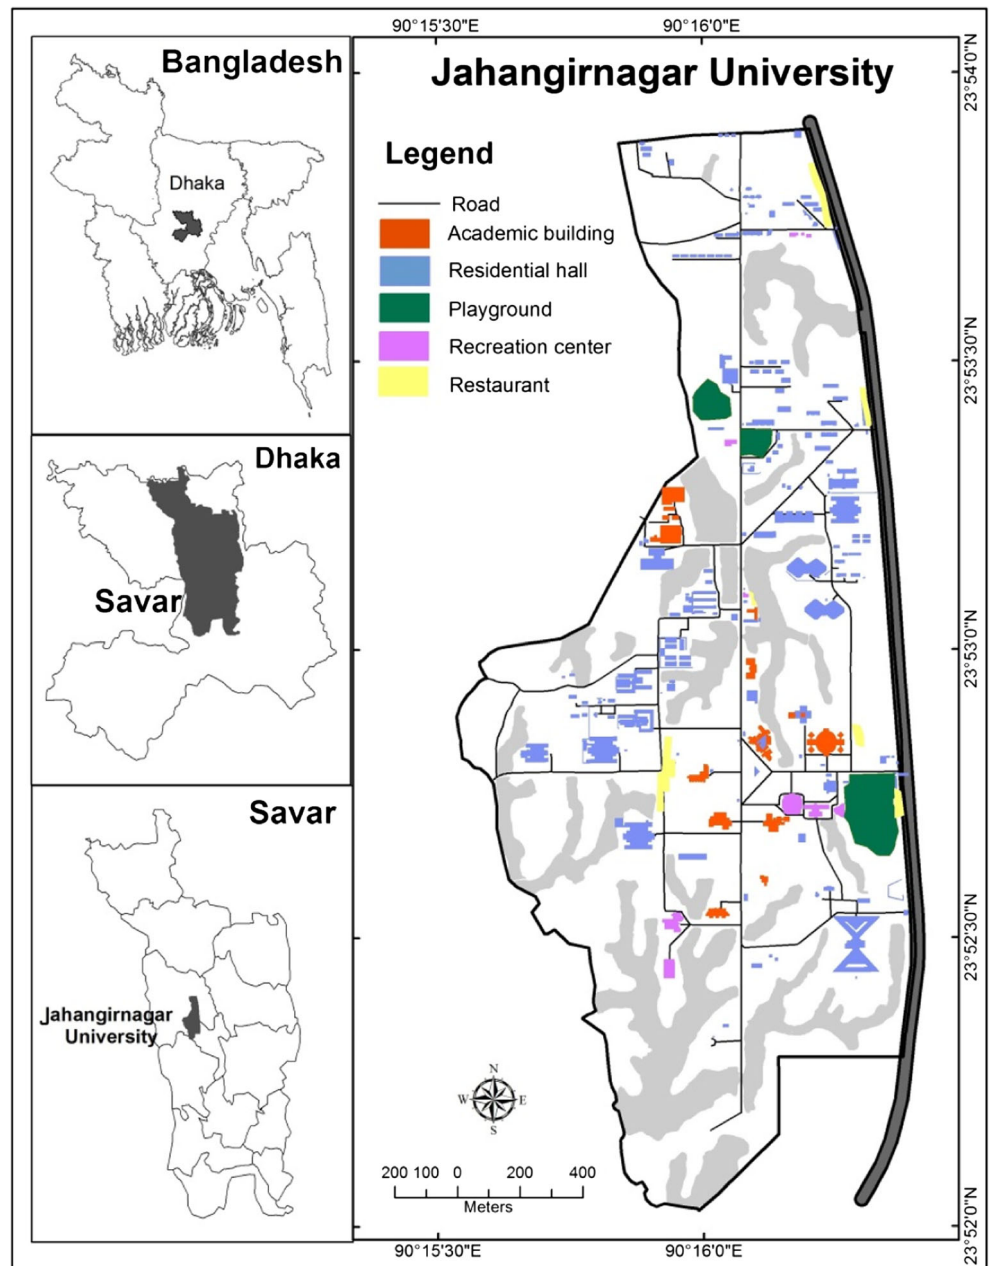 90°15'30"E
90°16'0"E
Bangladesh
Dhaka
Dhaka
Savar
Savar
Jahangirnagar
University
Jahangirnagar University
Legend
Road
Academic building
Residential hall
Playground
Recreation center
Restaurant
23°54'0"N
23°53'30"N
23°53'0"N
23°52'30"N
23°52'0"N
N
W
E
S
200 100 0 200 400
Meters
90°15'30"E
90°16'0"E